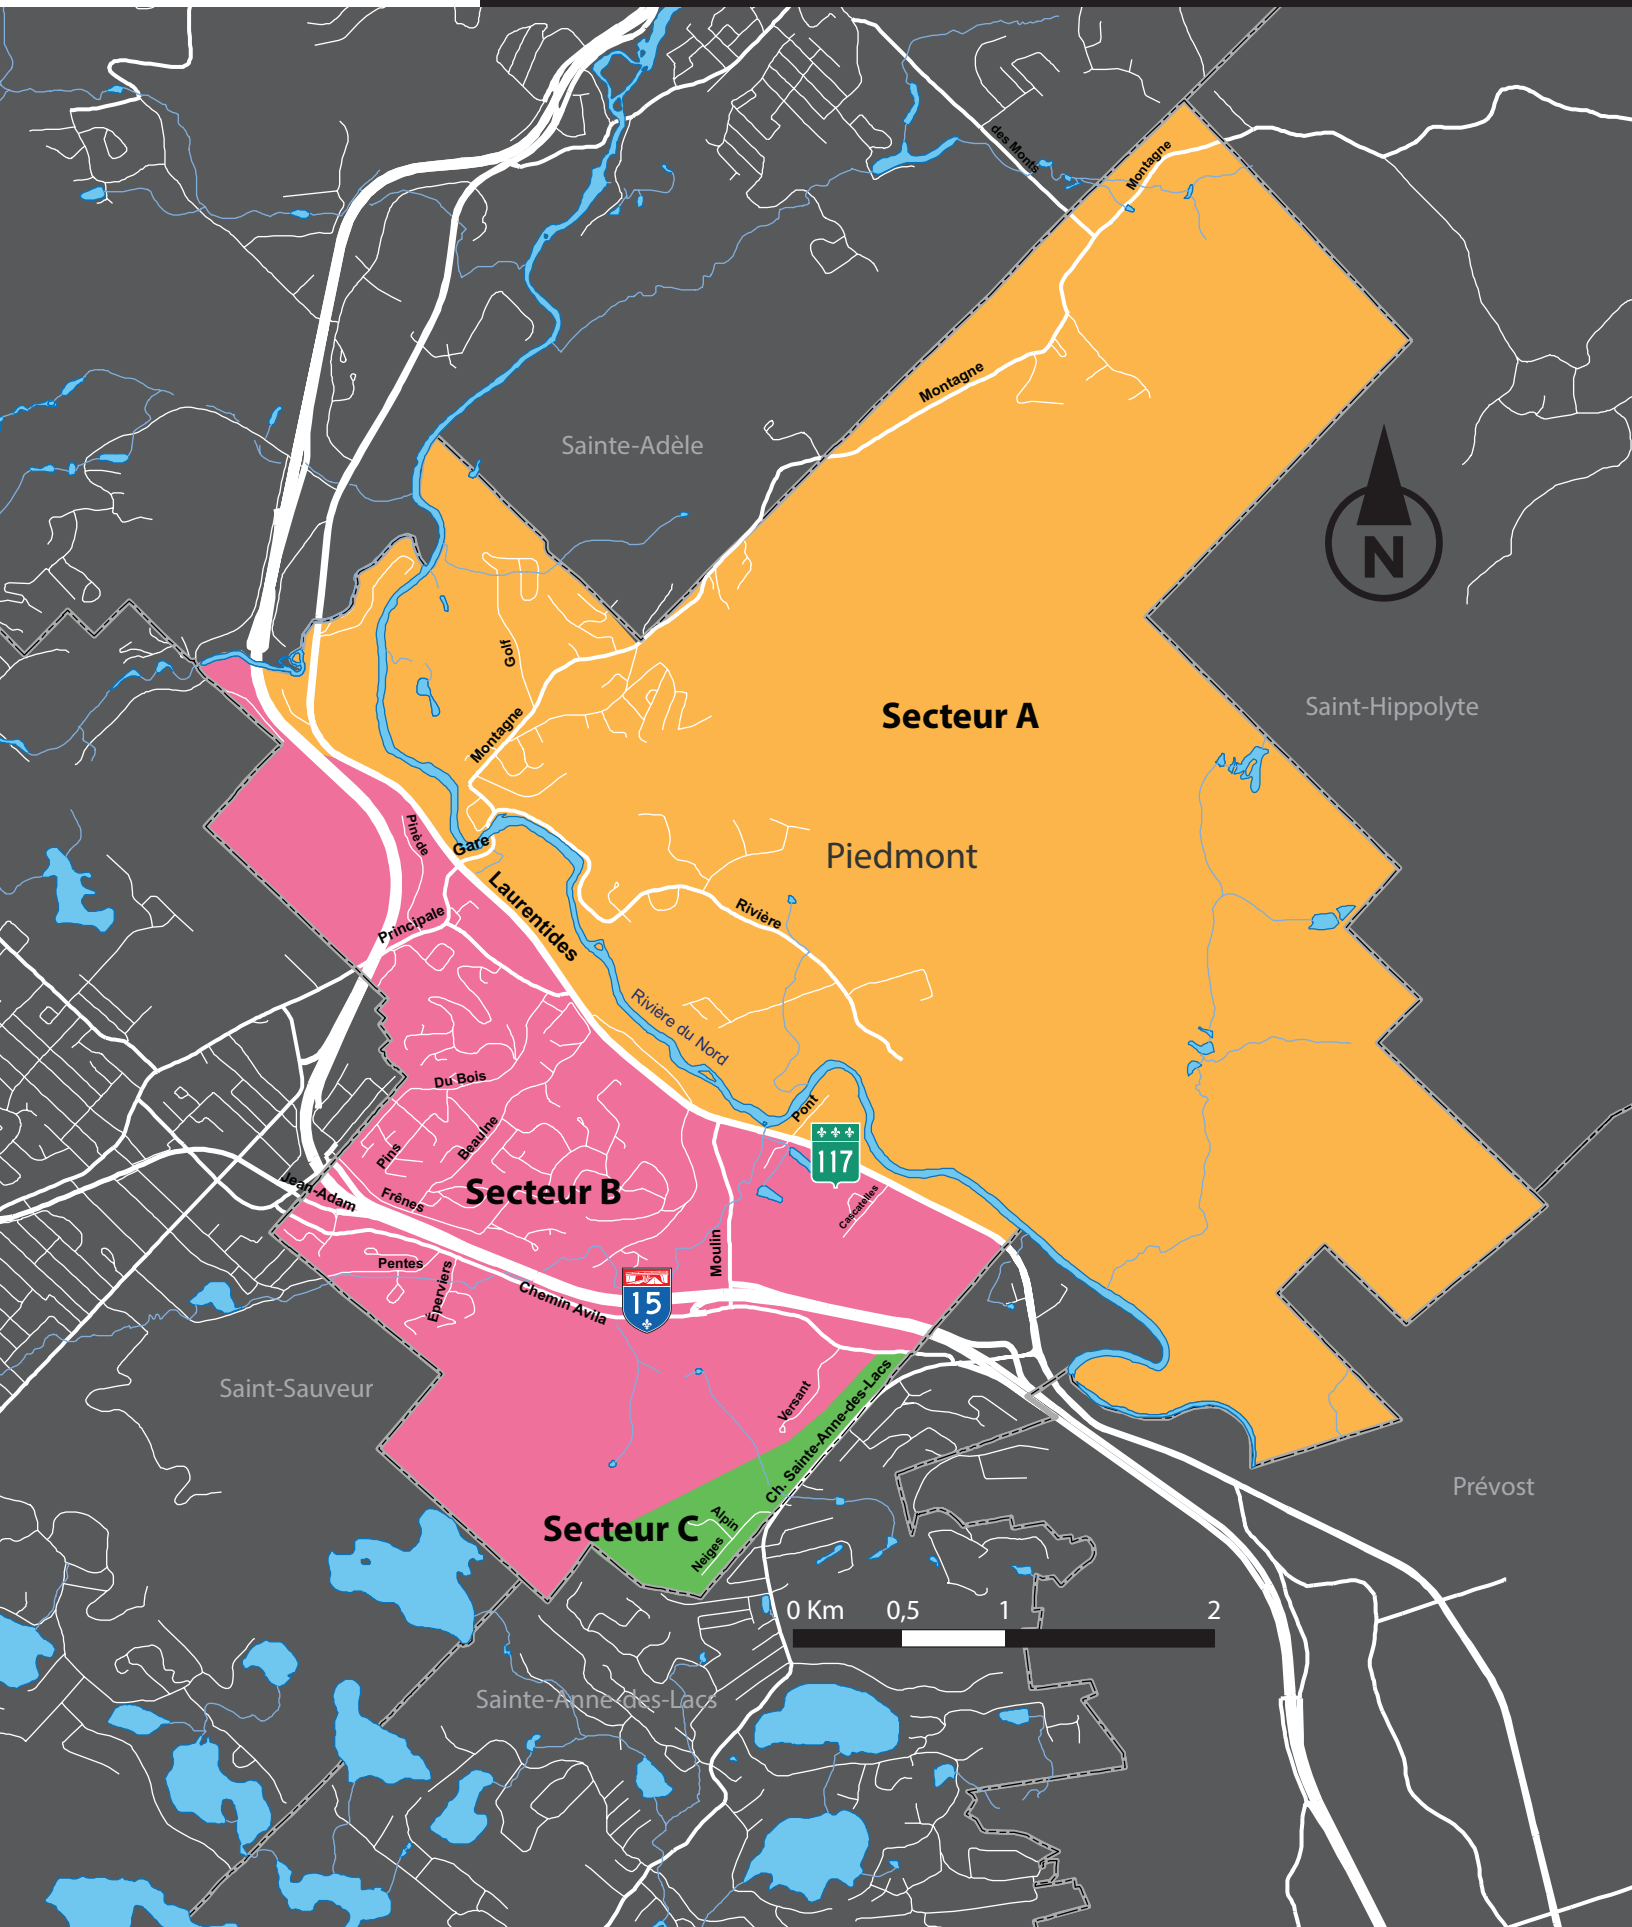 des Monts
Montagne
Montagne
Sainte-Adèle
N
Golf
Montagne
Secteur A
Saint-Hippolyte
Pinède
Gare
Piedmont
Laurentides
Principale
Rivière
Rivière du Nord
Du Bois
Pont
Beaulne
Pins
117
Jean-Adam
Frênes
Secteur B
Cascatelles
Moulin
Pentes
Éperviers
Chemin Avila
15
Saint-Sauveur
Versant
Ch. Sainte-Anne-des-Lacs
Prévost
Secteur C
Alpin
Neiges
0 Km 0,5 1 2
Sainte-Anne-des-Lacs